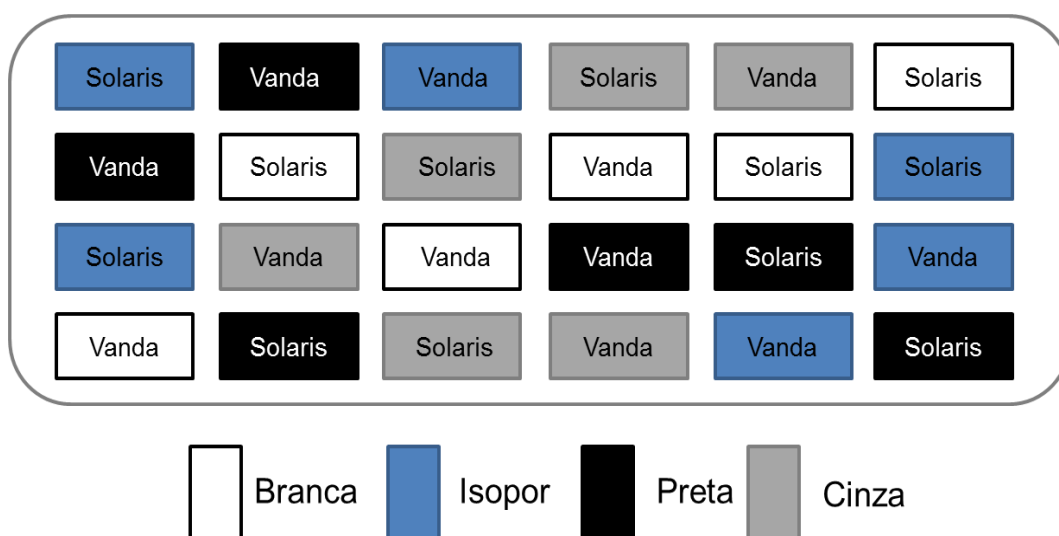 Solaris Vanda Vanda Solaris Vanda Solaris
Vanda Solaris Solaris Vanda Solaris Solaris
Solaris Vanda Vanda Vanda Solaris Vanda
Vanda Solaris Solaris Vanda Vanda Solaris
Branca Isopor Preta Cinza